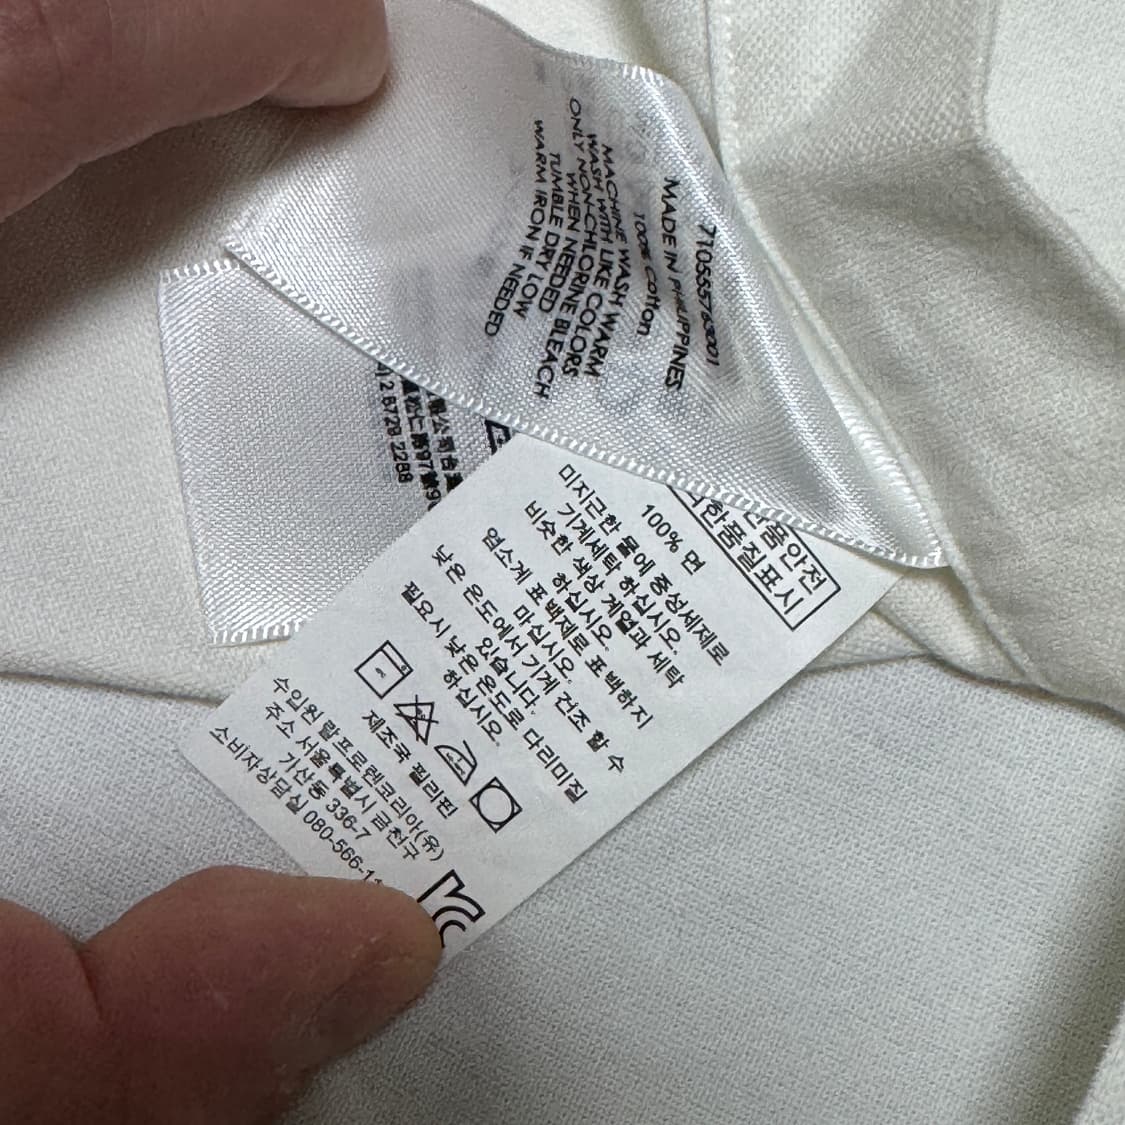 710555763001
MADE IN PHILIPPINES
100% Cotton
MACHINE WASH WARM
WASH WITH LIKE COLORS
ONLY NON-CHLORINE BLEACH
WHEN NEEDED
TUMBLE DRY LOW
WARM IRON IF NEEDED
2 8729 2288
품안전
한품질표시
100% 면
미지근한 물에 중성세제로
기계세탁 하십시오.
비슷한 색상 계열과 세탁
하십시오.
염소계 표백제로 표백하지
마십시오.
낮은 온도에서 기계 건조 할 수
있습니다.
필요시 낮은 온도로 다리미질
하십시오.
제조국 필리핀
수입원 랄프로렌코리아(유)
주소 서울특별시 금천구
가산동 336-7
소비자상담실 080-566-1